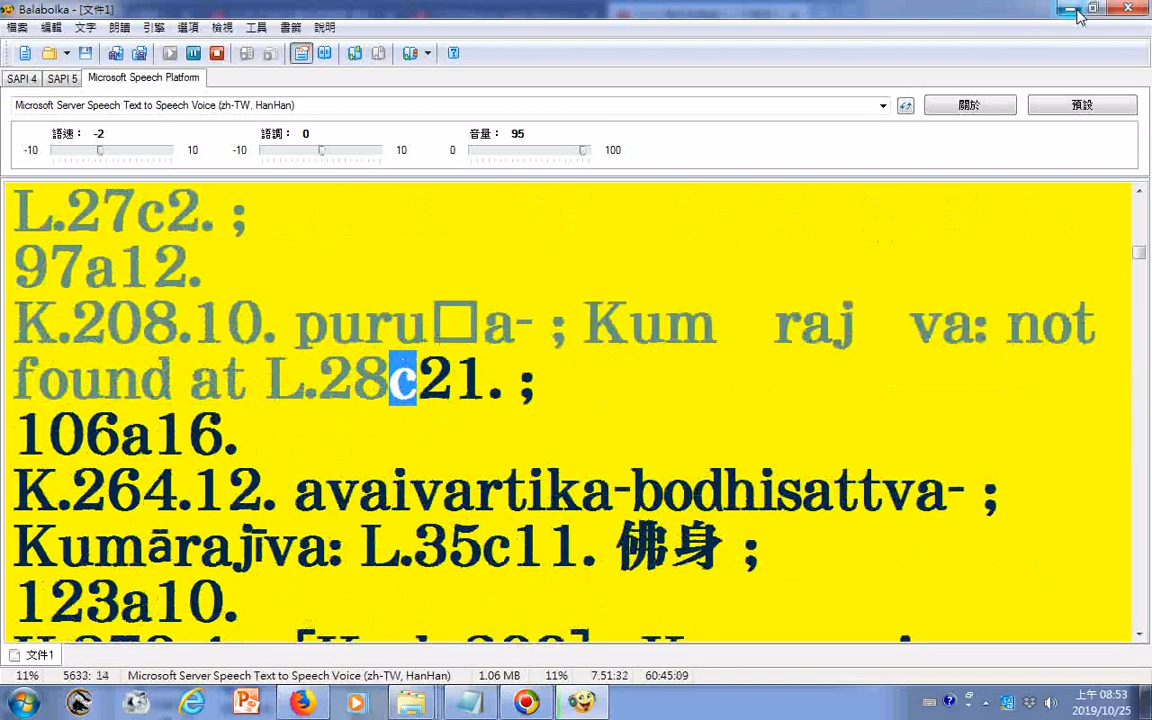 Balabolka - [文件1]
檔案 編輯 文字 朗讀 引擎 選項 檢視 工具 書籤 說明
SAPI 4 SAPI 5 Microsoft Speech Platform
Microsoft Server Speech Text to Speech Voice (zh-TW, HanHan) 關於 預設
語速： -2 語調： 0 音量： 95
-10 10 -10 10 0 100
L.27c2. ;
97a12.
K.208.10. puru□a- ; Kum raj va: not
found at L.28c21. ;
106a16.
K.264.12. avaivartika-bodhisattva- ;
Kumārajīva: L.35c11. 佛身 ;
123a10.
文件1
11% 5633: 14 Microsoft Server Speech Text to Speech Voice (zh-TW, HanHan) 1.06 MB 11% 7:51:32 60:45:09
上午 08:53
2019/10/25